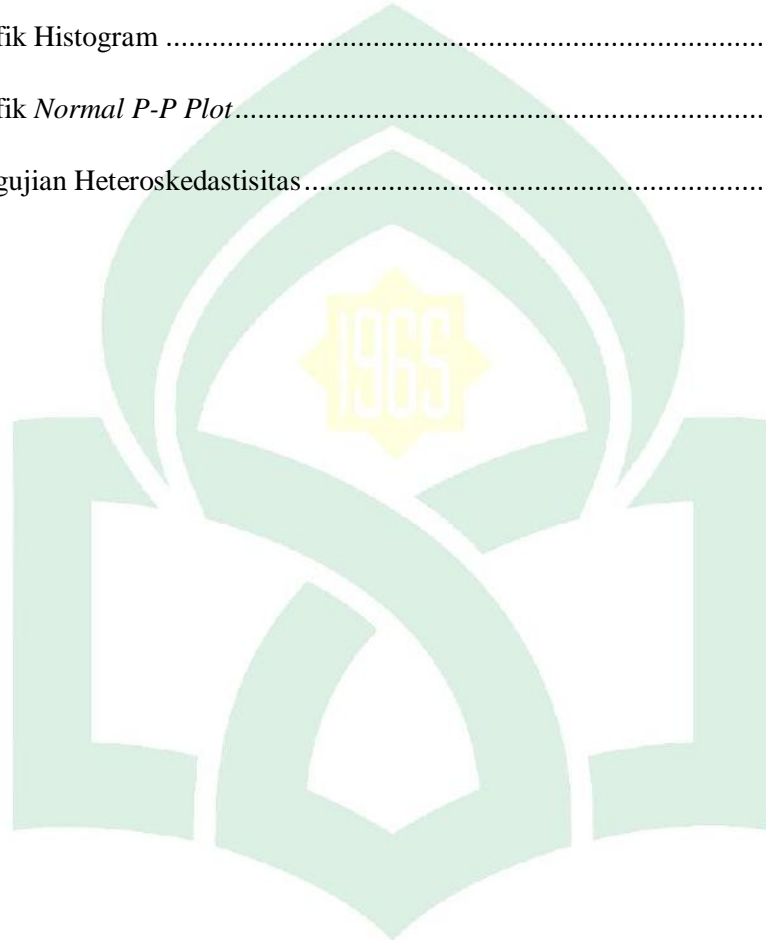 fik Histogram ........................................................................................
fik Normal P-P Plot........................................................................................
gujian Heteroskedastisitas........................................................................................
1965